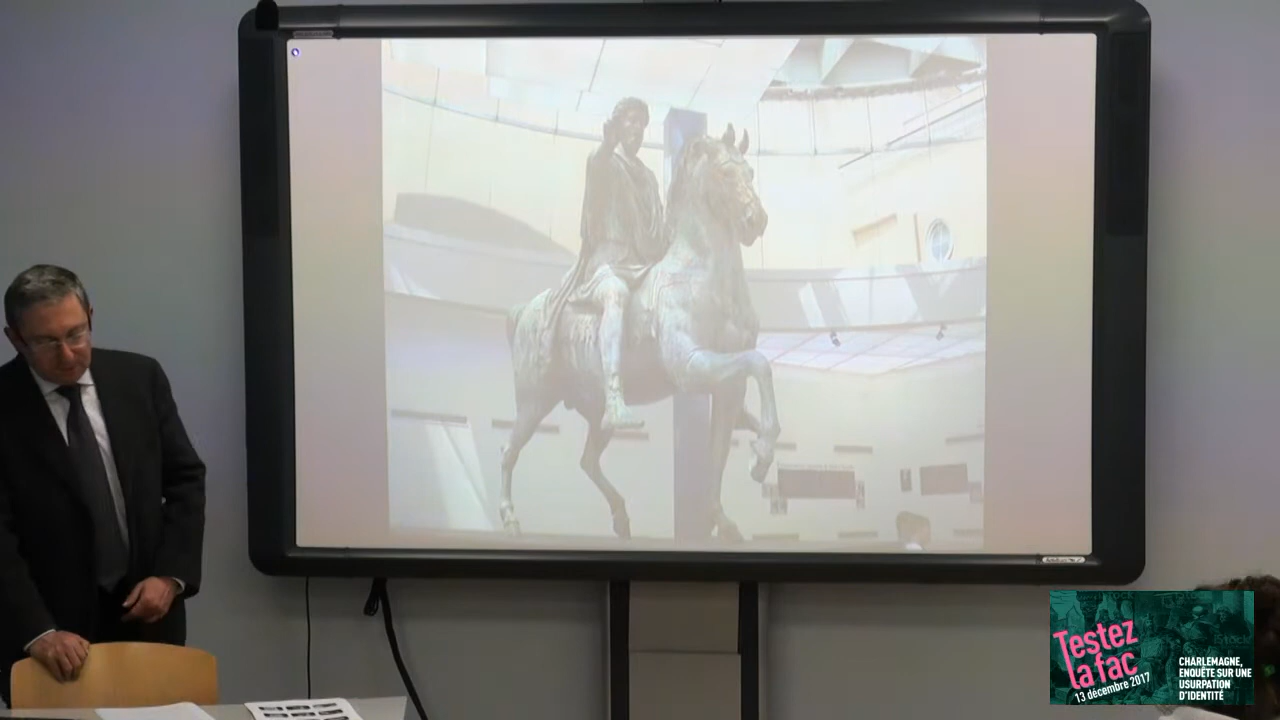 Testez
la fac
13 décembre 2017
CHARLEMAGNE,
ENQUÊTE SUR UNE
USURPATION
D'IDENTITÉ